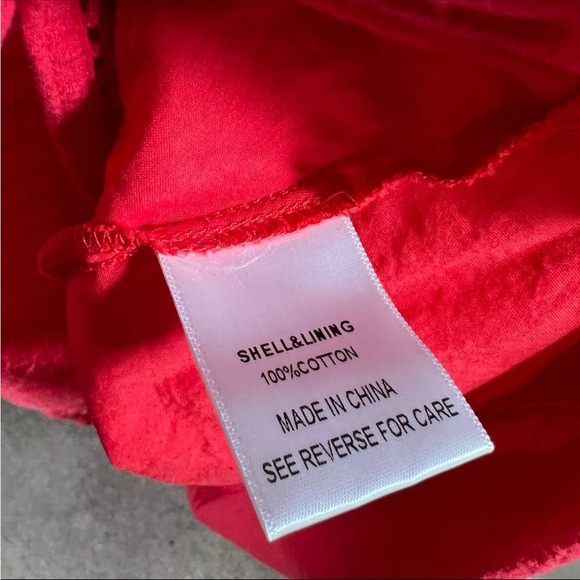 SHELL&LINING
100%COTTON
MADE IN CHINA
SEE REVERSE FOR CARE